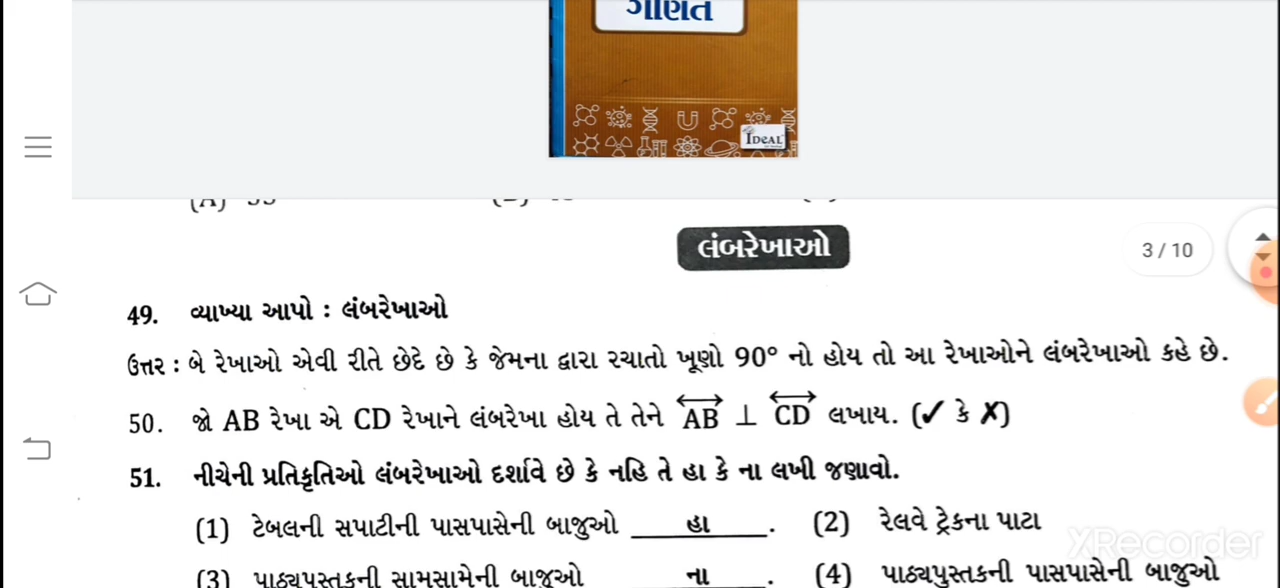 ગણિત
IDEAL
લંબરેખાઓ
3 / 10
49. વ્યાખ્યા આપો : લંબરેખાઓ
ઉત્તર : બે રેખાઓ એવી રીતે છેદે છે કે જેમના દ્વારા રચાતો ખૂણો 90° નો હોય તો આ રેખાઓને લંબરેખાઓ કહે છે.
50. જો AB રેખા એ CD રેખાને લંબરેખા હોય તે તેને AB ⊥ CD લખાય. (✓ કે ✗)
51. નીચેની પ્રતિકૃતિઓ લંબરેખાઓ દર્શાવે છે કે નહિ તે હા કે ના લખી જણાવો.
(1) ટેબલની સપાટીની પાસપાસેની બાજુઓ હા . (2) રેલવે ટ્રેકના પાટા
XRecorder
(3) પાઠ્યપુસ્તકની સામસામેની બાજુઓ ના . (4) પાઠ્યપુસ્તકની પાસપાસેની બાજુઓ